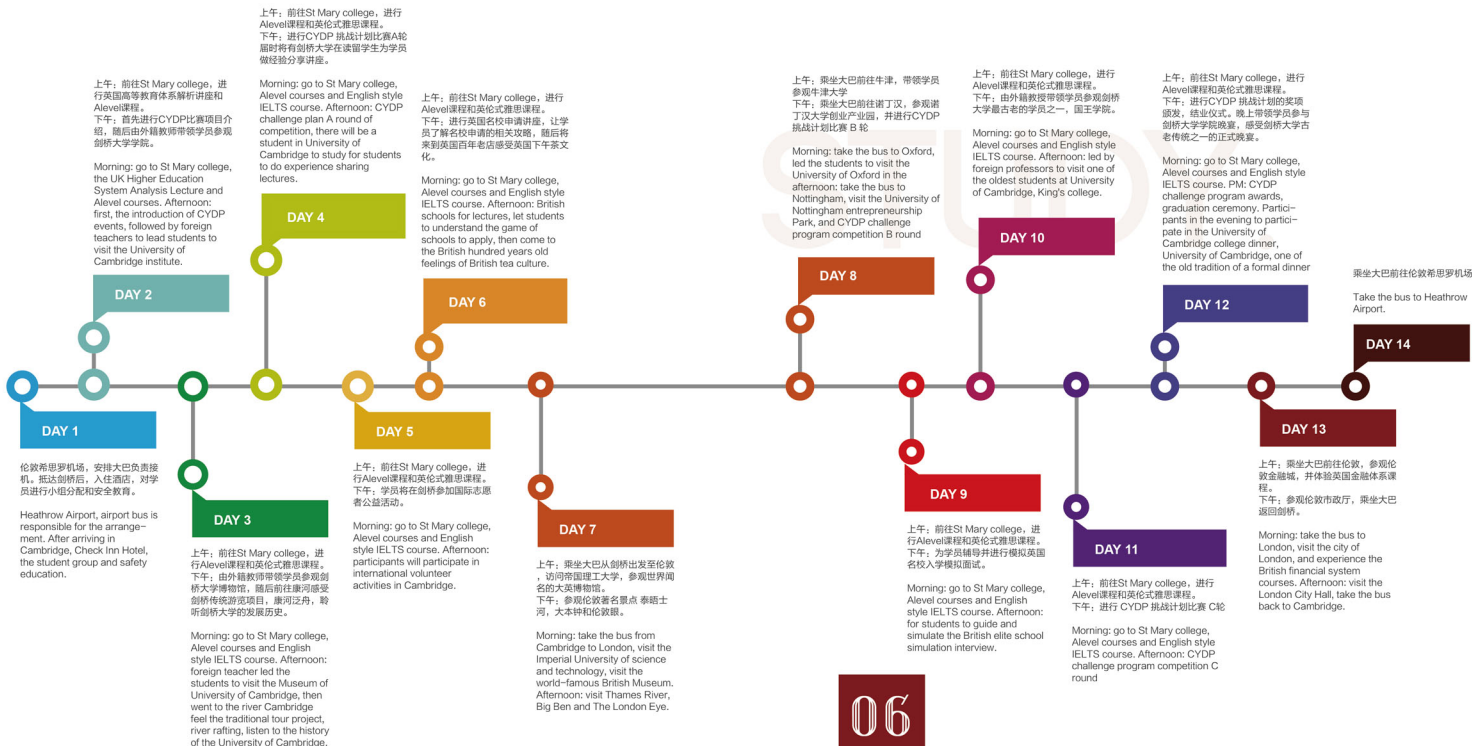 DAY 1
伦敦希思罗机场，安排大巴负责接
机。抵达剑桥后，入住酒店，对学
员进行小组分配和安全教育。
Heathrow Airport, airport bus is
responsible for the arrange-
ment. After arriving in
Cambridge, Check Inn Hotel,
the student group and safety
education.
上午：前往St Mary college，进
行英国高等教育体系解析讲座和
Alevel课程。
下午：首先进行CYDP比赛项目介
绍，随后由外籍教师带领学员参观
剑桥大学学院。
Morning: go to St Mary college,
the UK Higher Education
System Analysis Lecture and
Alevel courses. Afternoon:
first, the introduction of CYDP
events, followed by foreign
teachers to lead students to
visit the University of
Cambridge institute.
DAY 2
DAY 3
上午：前往St Mary college，进
行Alevel课程和英伦式雅思课程。
下午：由外籍教师带领学员参观剑
桥大学博物馆，随后前往康河感受
剑桥传统游览项目，康河泛舟，聆
听剑桥大学的发展历史。
Morning: go to St Mary college,
Alevel courses and English
style IELTS course. Afternoon:
foreign teacher led the
students to visit the Museum of
University of Cambridge, then
went to the river Cambridge
feel the traditional tour project,
river rafting, listen to the history
of the University of Cambridge.
上午：前往St Mary college，进行
Alevel课程和英伦式雅思课程。
下午：进行CYDP 挑战计划比赛A轮
届时将有剑桥大学在读留学生为学员
做经验分享讲座。
Morning: go to St Mary college,
Alevel courses and English style
IELTS course. Afternoon: CYDP
challenge plan A round of
competition, there will be a
student in University of
Cambridge to study for students
to do experience sharing
lectures.
DAY 4
DAY 5
上午：前往St Mary college，进
行Alevel课程和英伦式雅思课程。
下午：学员将在剑桥参加国际志愿
者公益活动。
Morning: go to St Mary college,
Alevel courses and English
style IELTS course. Afternoon:
participants will participate in
international volunteer
activities in Cambridge.
上午：前往St Mary college，进行
Alevel课程和英伦式雅思课程。
下午：进行英国名校申请讲座，让学
员了解名校申请的相关攻略，随后将
来到英国百年老店感受英国下午茶文
化。
Morning: go to St Mary college,
Alevel courses and English style
IELTS course. Afternoon: British
schools for lectures, let students
to understand the game of
schools to apply, then come to
the British hundred years old
feelings of British tea culture.
DAY 6
DAY 7
上午：乘坐大巴从剑桥出发至伦敦
，访问帝国理工大学，参观世界闻
名的大英博物馆。
下午：参观伦敦著名景点 泰晤士
河，大本钟和伦敦眼。
Morning: take the bus from
Cambridge to London, visit the
Imperial University of science
and technology, visit the
world-famous British Museum.
Afternoon: visit Thames River,
Big Ben and The London Eye.
STUDY
上午：乘坐大巴前往牛津，带领学员
参观牛津大学
下午：乘坐大巴前往诺丁汉，参观诺
丁汉大学创业产业园，并进行CYDP
挑战计划比赛 B 轮
Morning: take the bus to Oxford,
led the students to visit the
University of Oxford in the
afternoon: take the bus to
Nottingham, visit the University of
Nottingham entrepreneurship
Park, and CYDP challenge
program competition B round
DAY 8
DAY 9
上午：前往St Mary college，进
行Alevel课程和英伦式雅思课程。
下午：为学员辅导并进行模拟英国
名校入学模拟面试。
Morning: go to St Mary college,
Alevel courses and English
style IELTS course. Afternoon:
for students to guide and
simulate the British elite school
simulation interview.
上午：前往St Mary college，进行
Alevel课程和英伦式雅思课程。
下午：由外籍教授带领学员参观剑桥
大学最古老的学员之一，国王学院。
Morning: go to St Mary college,
Alevel courses and English style
IELTS course. Afternoon: led by
foreign professors to visit one of
the oldest students at University
of Cambridge, King's college.
DAY 10
DAY 11
上午：前往St Mary college，进行
Alevel课程和英伦式雅思课程。
下午：进行 CYDP 挑战计划比赛 C轮
Morning: go to St Mary college,
Alevel courses and English style
IELTS course. Afternoon: CYDP
challenge program competition C
round
上午：前往St Mary college，进行
Alevel课程和英伦式雅思课程。
下午：进行CYDP 挑战计划的奖项
颁发，结业仪式。晚上带领学员参与
剑桥大学学院晚宴，感受剑桥大学古
老传统之一的正式晚宴。
Morning: go to St Mary college,
Alevel courses and English style
IELTS course. PM: CYDP
challenge program awards,
graduation ceremony. Partici-
pants in the evening to partici-
pate in the University of
Cambridge college dinner,
University of Cambridge, one of
the old tradition of a formal dinner
DAY 12
DAY 13
上午：乘坐大巴前往伦敦，参观伦
敦金融城，并体验英国金融体系课
程。
下午：参观伦敦市政厅，乘坐大巴
返回剑桥。
Morning: take the bus to
London, visit the city of
London, and experience the
British financial system
courses. Afternoon: visit the
London City Hall, take the bus
back to Cambridge.
乘坐大巴前往伦敦希思罗机场
Take the bus to Heathrow
Airport.
DAY 14
06